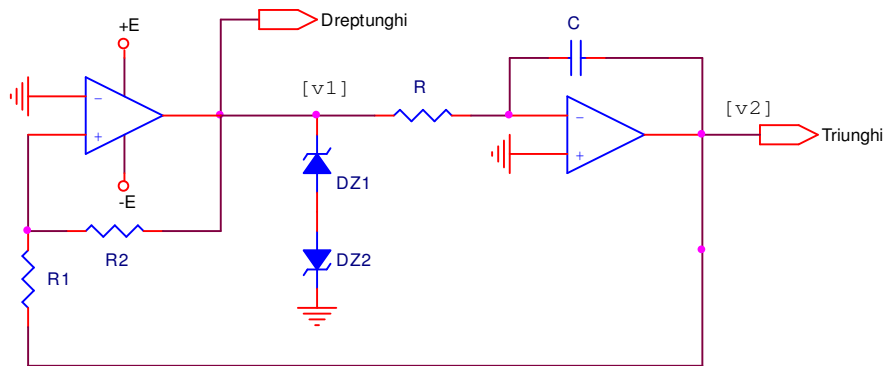 Dreptunghi
+E
C
[v1]
R
[v2]
−
+
−
+
Triunghi
DZ1
-E
R2
DZ2
R1